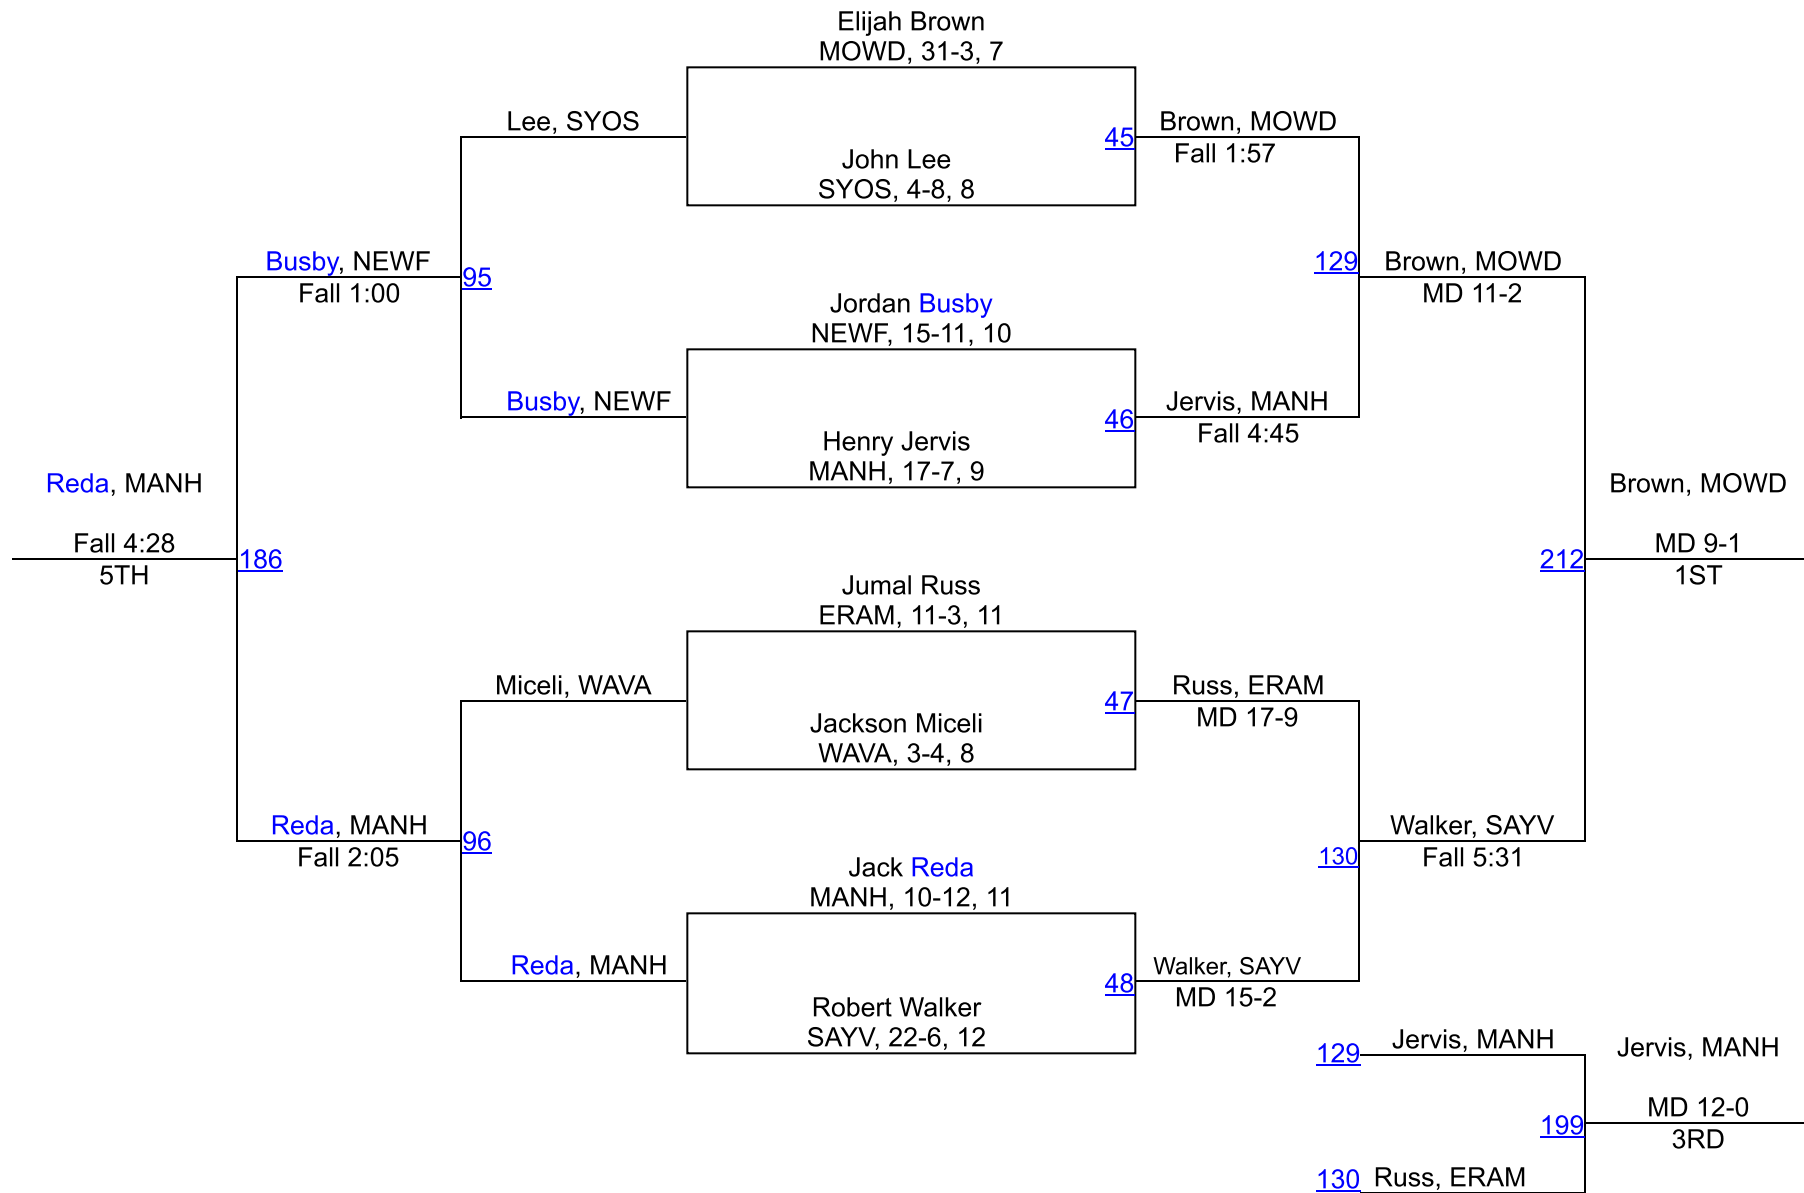 Elijah Brown
MOWD, 31-3, 7
Lee, SYOS
45
Brown, MOWD
Fall 1:57
John Lee
SYOS, 4-8, 8
Busby, NEWF
Fall 1:00
95
129
Brown, MOWD
MD 11-2
Jordan Busby
NEWF, 15-11, 10
Busby, NEWF
46
Jervis, MANH
Fall 4:45
Henry Jervis
MANH, 17-7, 9
Reda, MANH
Fall 4:28
5TH
186
Brown, MOWD
212
MD 9-1
1ST
Jumal Russ
ERAM, 11-3, 11
Miceli, WAVA
47
Russ, ERAM
MD 17-9
Jackson Miceli
WAVA, 3-4, 8
Reda, MANH
Fall 2:05
96
130
Walker, SAYV
Fall 5:31
Jack Reda
MANH, 10-12, 11
Reda, MANH
48
Walker, SAYV
MD 15-2
Robert Walker
SAYV, 22-6, 12
129
Jervis, MANH
Jervis, MANH
199
MD 12-0
3RD
130
Russ, ERAM